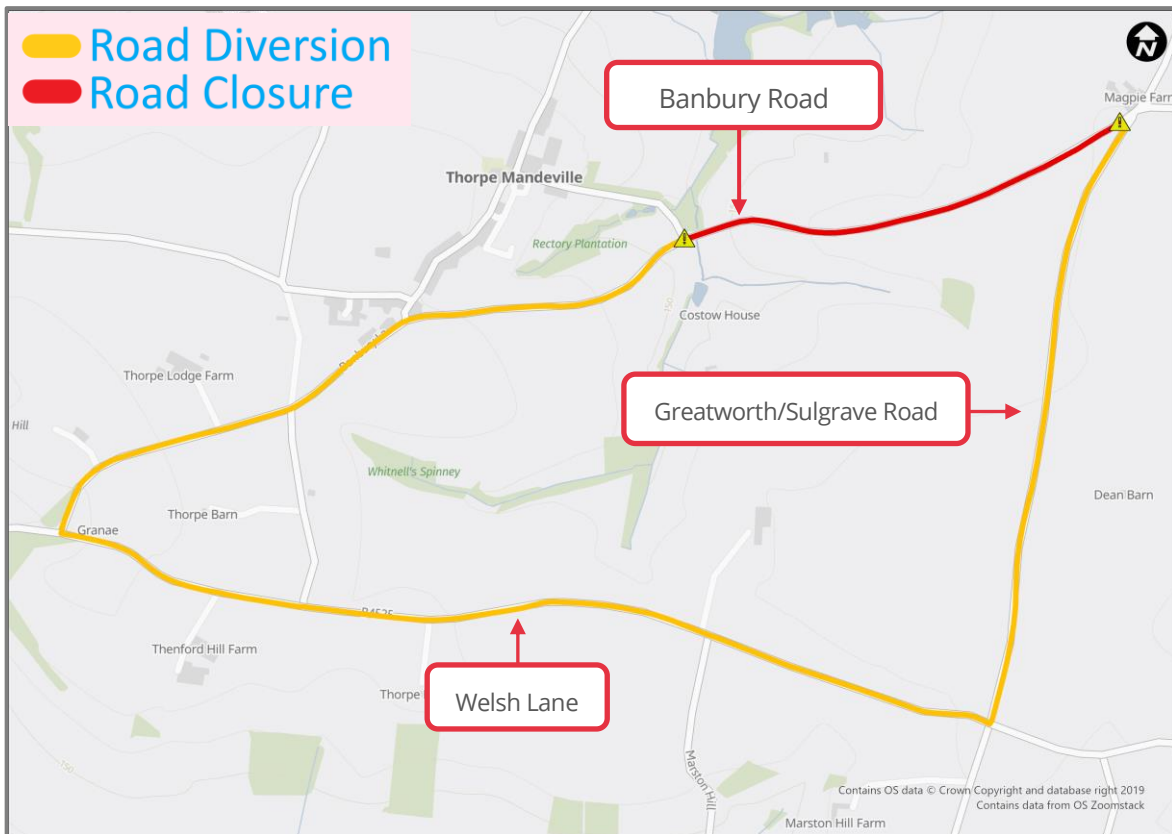 Road Diversion
Road Closure
N
Banbury Road
Magpie Farm
Thorpe Mandeville
Rectory Plantation
150
Costow House
Thorpe Lodge Farm
Greatworth/Sulgrave Road
Hill
Whitnell's Spinney
Dean Barn
Thorpe Barn
Granae
B4525
Thenford Hill Farm
Thorpe
Welsh Lane
150
Marston Hill
Contains OS data © Crown Copyright and database right 2019
Contains data from OS Zoomstack
Marston Hill Farm